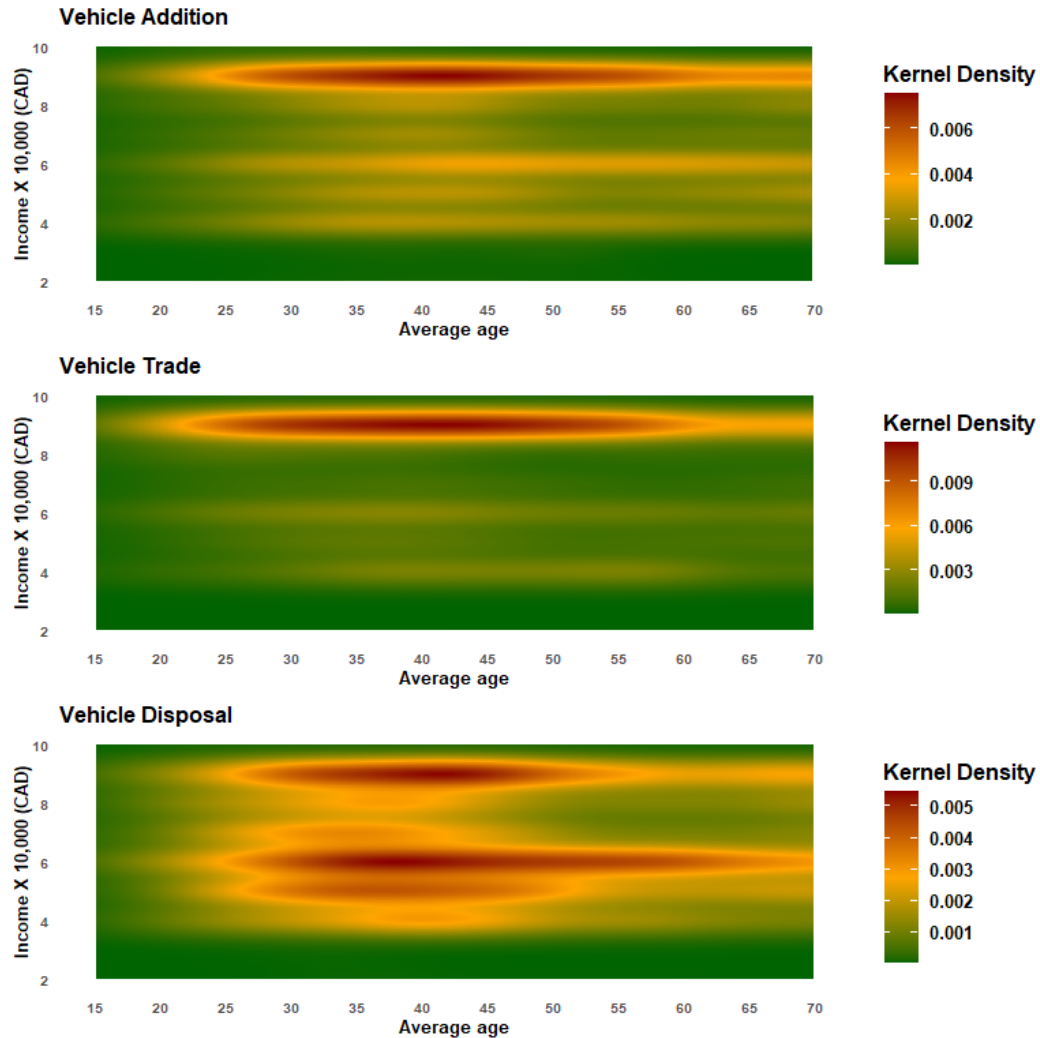 Vehicle Addition
Income X 10,000 (CAD)
10
8
6
4
2
15 20 25 30 35 40 45 50 55 60 65 70
Average age
Kernel Density
0.006
0.004
0.002
Vehicle Trade
Income X 10,000 (CAD)
10
8
6
4
2
15 20 25 30 35 40 45 50 55 60 65 70
Average age
Kernel Density
0.009
0.006
0.003
Vehicle Disposal
Income X 10,000 (CAD)
10
8
6
4
2
15 20 25 30 35 40 45 50 55 60 65 70
Average age
Kernel Density
0.005
0.004
0.003
0.002
0.001